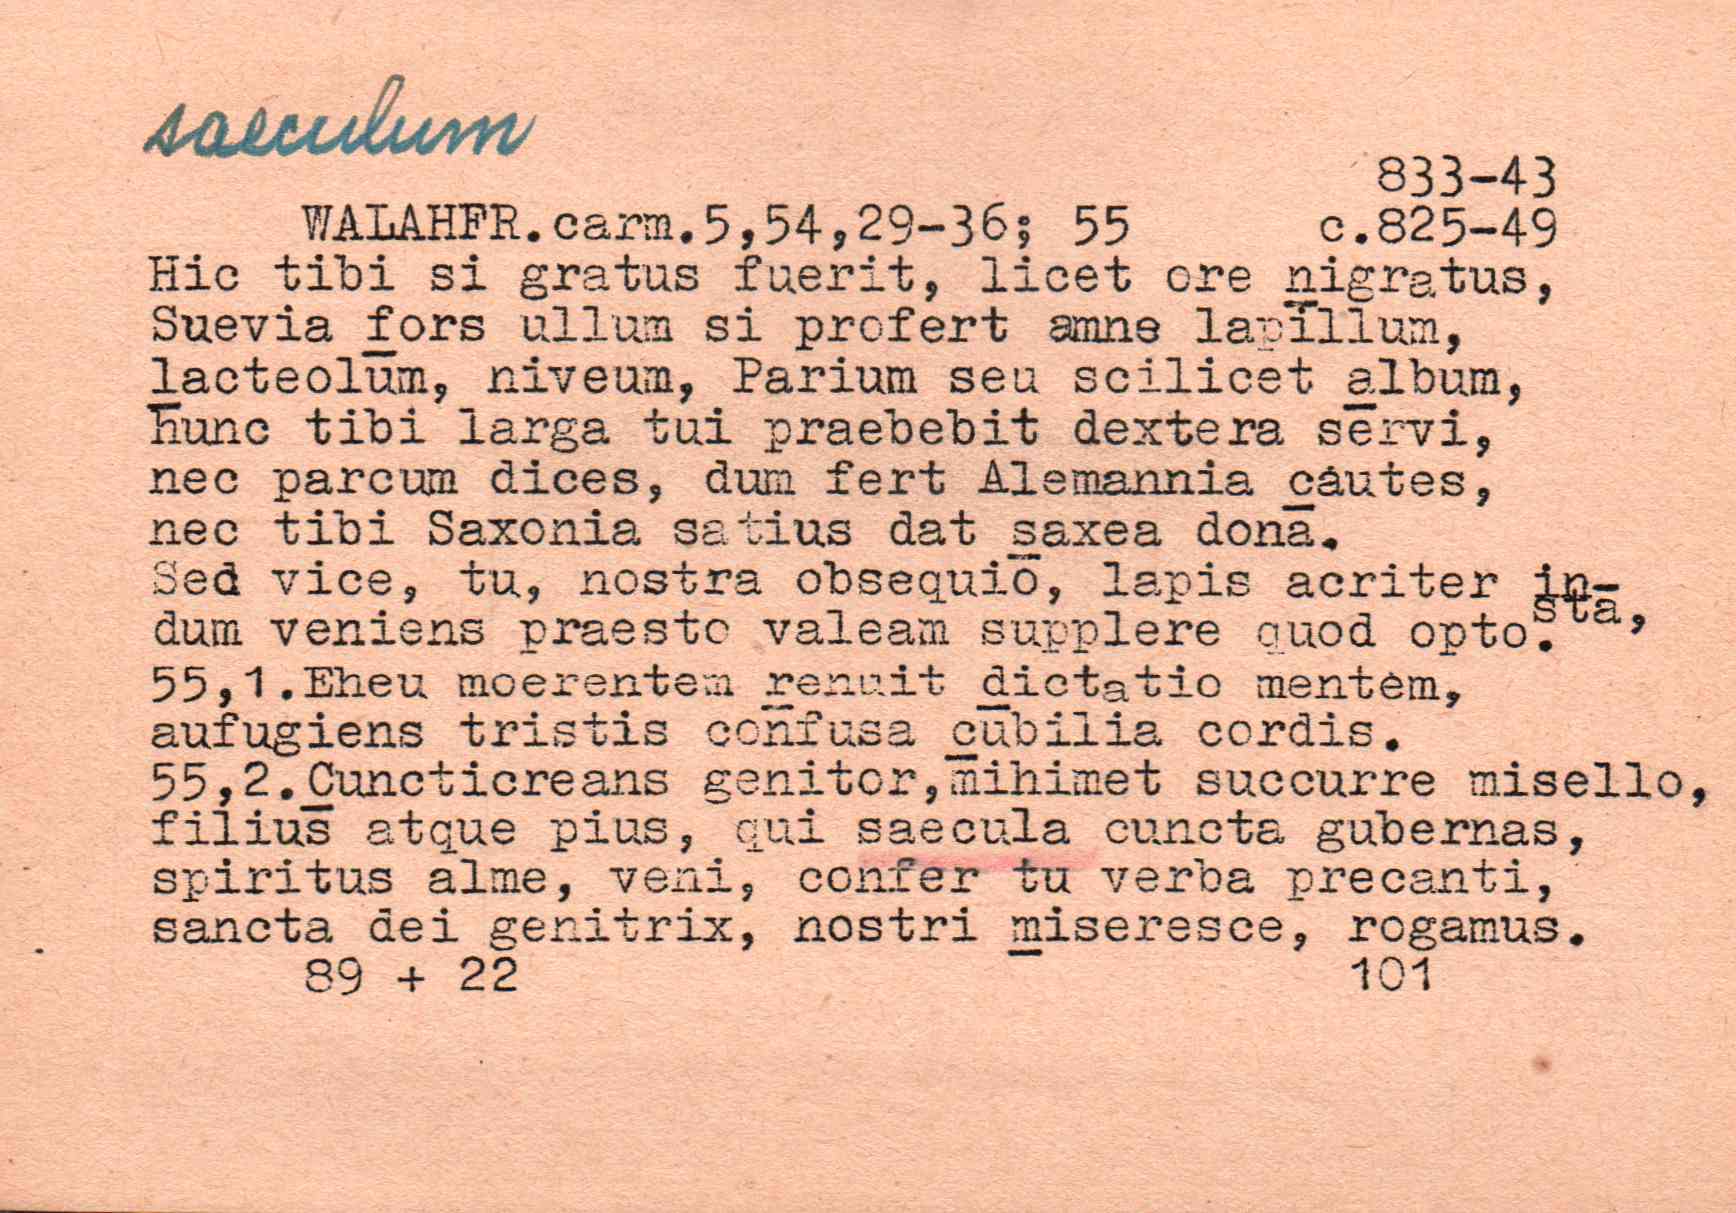 saeculum
833-43
WALAHFR.carm.5,54,29-36; 55 c.825-49
Hic tibi si gratus fuerit, licet ore nigratus,
Suevia fors ullum si profert amne lapillum,
lacteolum, niveum, Parium seu scilicet album,
hunc tibi larga tui praebebit dextera servi,
nec parcum dices, dum fert Alemannia cautes,
nec tibi Saxonia satius dat saxea dona.
Sed vice, tu, nostra obsequio, lapis acriter in-
sta,
dum veniens praesto valeam supplere quod opto.
55,1.Eheu moerentem renuit dictatio mentem,
aufugiens tristis confusa cubilia cordis.
55,2.Cuncticreans genitor,mihimet succurre misello,
filius atque pius, qui saecula cuncta gubernas,
spiritus alme, veni, confer tu verba precanti,
sancta dei genitrix, nostri miseresce, rogamus.
89 + 22 101